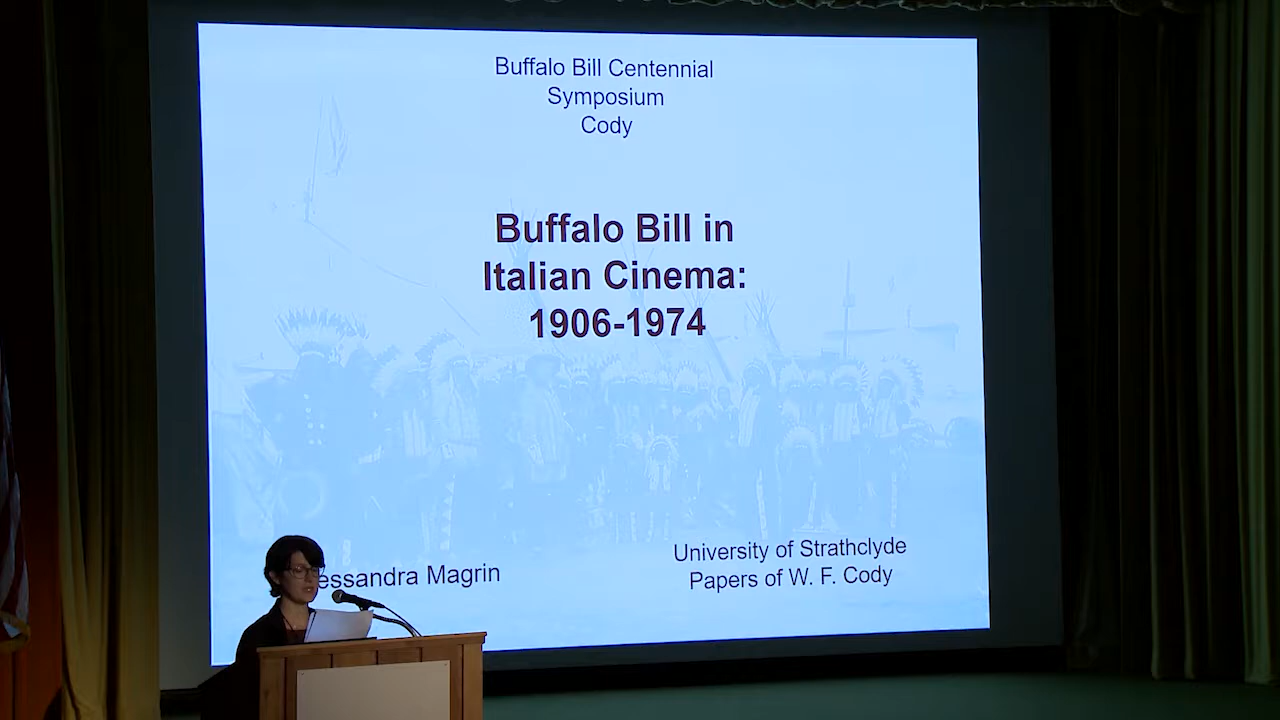 Buffalo Bill Centennial
Symposium
Cody
Buffalo Bill in
Italian Cinema:
1906-1974
essandra Magrin
University of Strathclyde
Papers of W. F. Cody